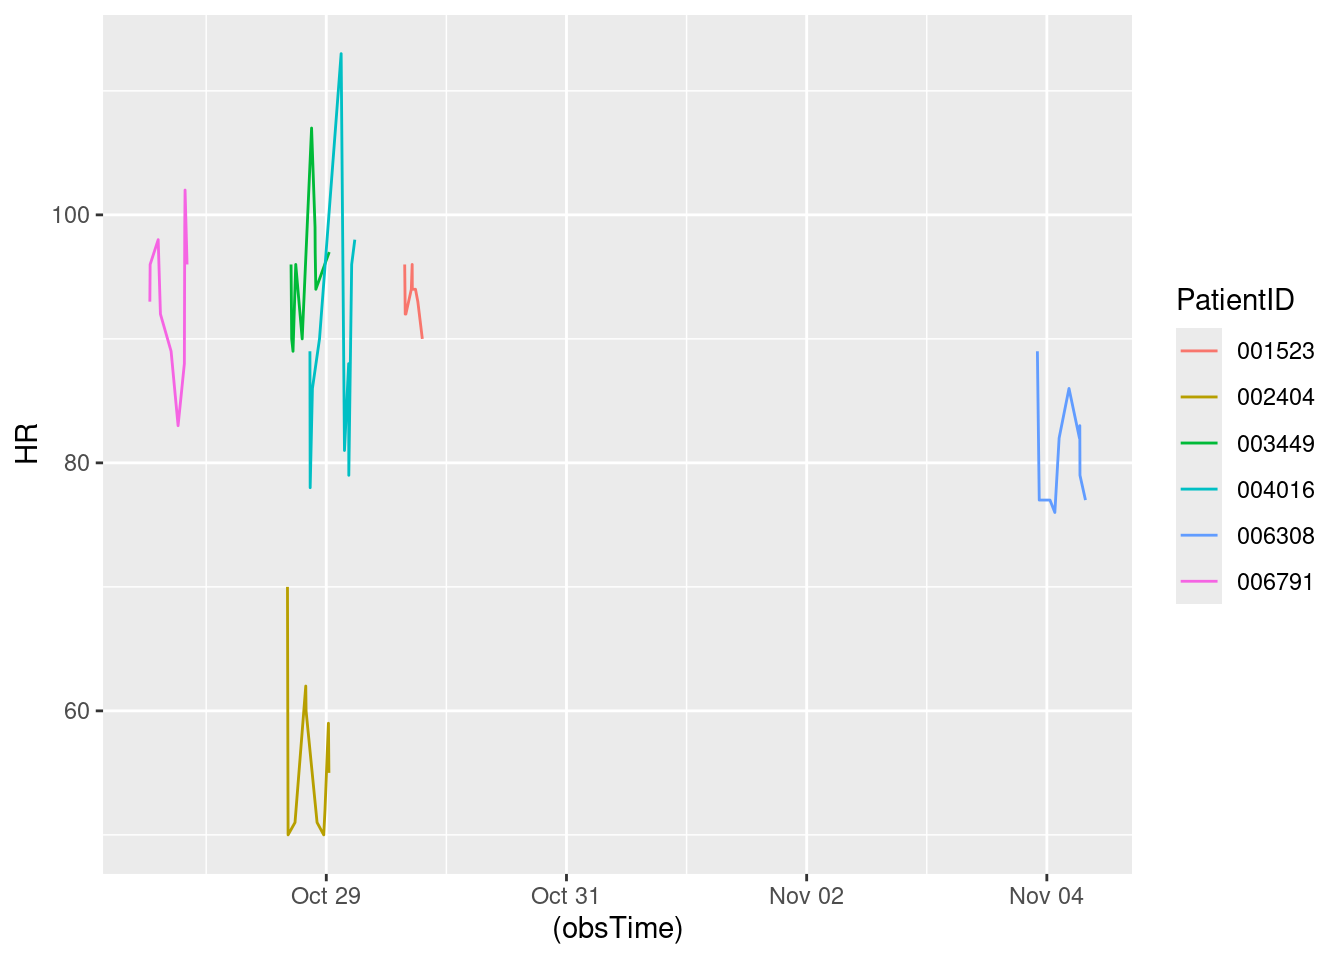 HR
100
80
60
Oct 29
Oct 31
Nov 02
Nov 04
(obsTime)
PatientID
001523
002404
003449
004016
006308
006791